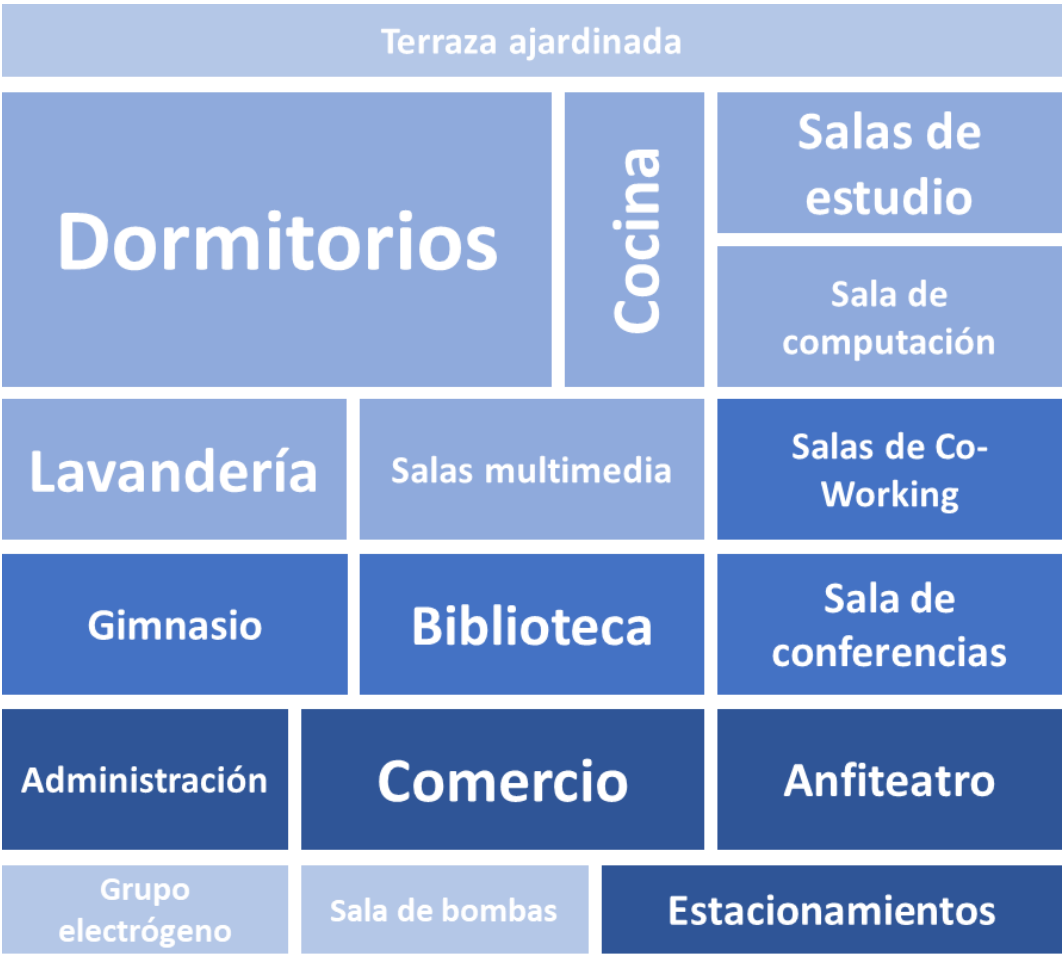 Terraza ajardinada
Dormitorios
Cocina
Salas de
estudio
Sala de
computación
Lavandería
Salas multimedia
Salas de Co-
Working
Gimnasio
Biblioteca
Sala de
conferencias
Administración
Comercio
Anfiteatro
Grupo
electrógeno
Sala de bombas
Estacionamientos